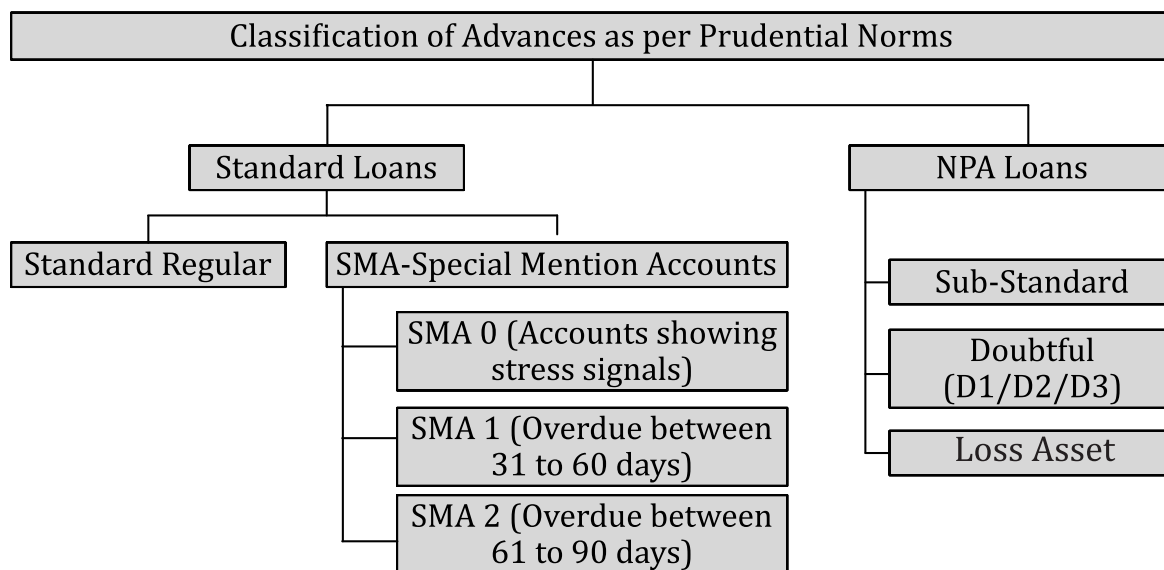 Classification of Advances as per Prudential Norms
Standard Loans
NPA Loans
Standard Regular
SMA-Special Mention Accounts
SMA 0 (Accounts showing
stress signals)
SMA 1 (Overdue between
31 to 60 days)
SMA 2 (Overdue between
61 to 90 days)
Sub-Standard
Doubtful
(D1/D2/D3)
Loss Asset